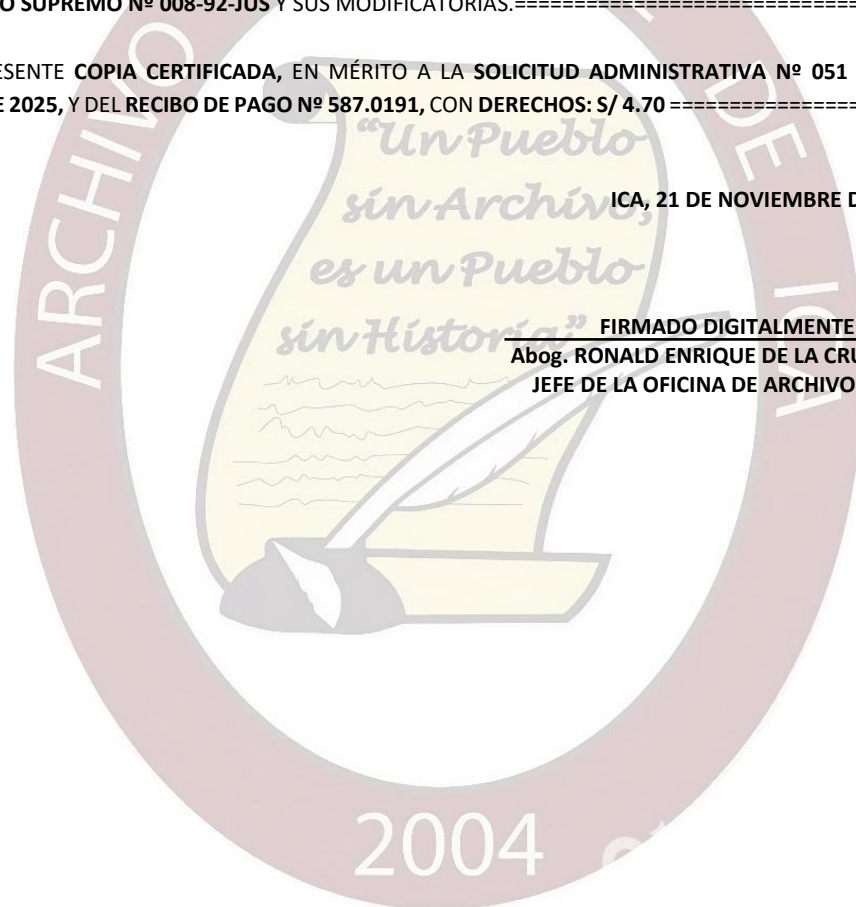 O SUPREMO Nº 008-92-JUS Y SUS MODIFICATORIAS.=============================
ESENTE COPIA CERTIFICADA, EN MÉRITO A LA SOLICITUD ADMINISTRATIVA Nº 051
E 2025, Y DEL RECIBO DE PAGO Nº 587.0191, CON DERECHOS: S/ 4.70 ================
ICA, 21 DE NOVIEMBRE D
FIRMADO DIGITALMENTE
Abog. RONALD ENRIQUE DE LA CRU
JEFE DE LA OFICINA DE ARCHIVO
ARCHIVO
DE ICA
“Un Pueblo
sin Archivo,
es un Pueblo
sin Historia”
2004